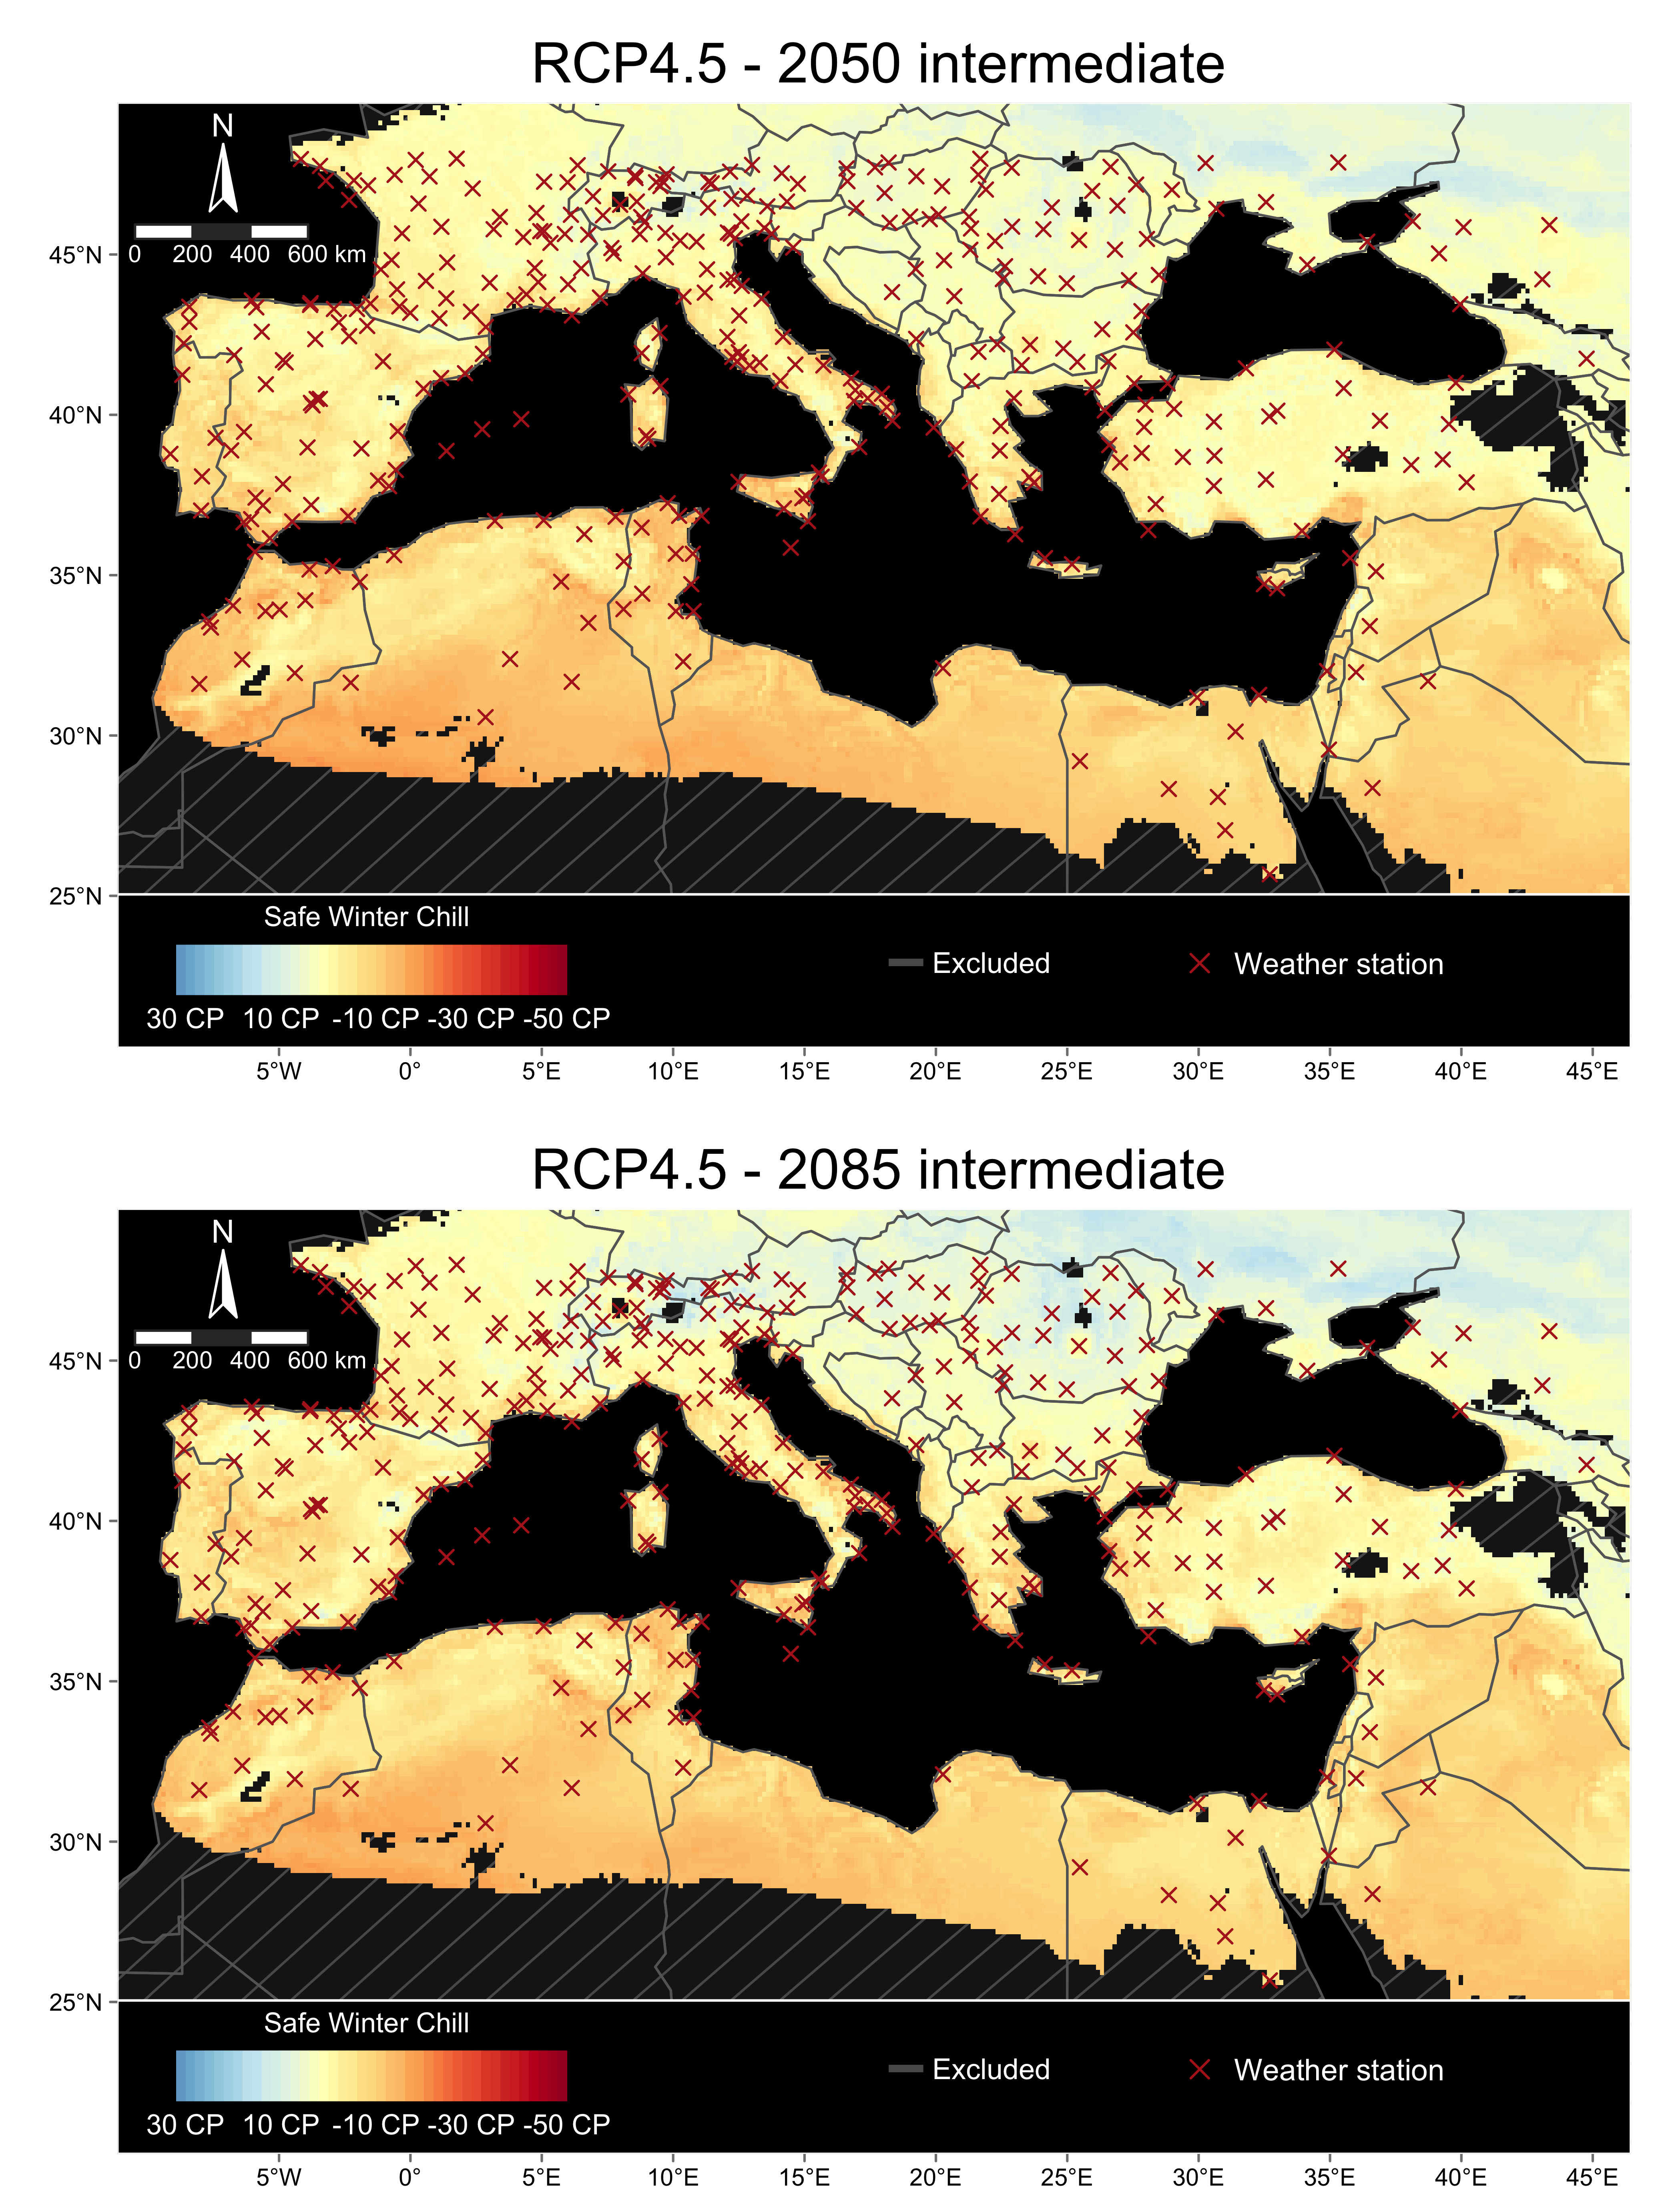 RCP4.5 - 2050 intermediate
N
0 200 400 600 km
45°N
40°N
35°N
30°N
25°N
Safe Winter Chill
Excluded
Weather station
30 CP 10 CP -10 CP -30 CP -50 CP
5°W 0° 5°E 10°E 15°E 20°E 25°E 30°E 35°E 40°E 45°E
RCP4.5 - 2085 intermediate
N
0 200 400 600 km
45°N
40°N
35°N
30°N
25°N
Safe Winter Chill
Excluded
Weather station
30 CP 10 CP -10 CP -30 CP -50 CP
5°W 0° 5°E 10°E 15°E 20°E 25°E 30°E 35°E 40°E 45°E